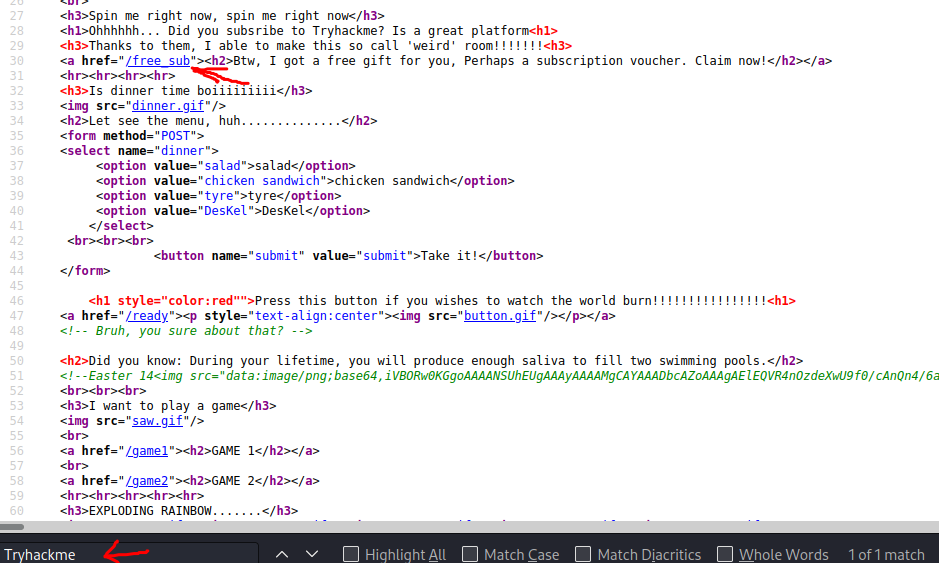 26 <br>
27 <h3>Spin me right now, spin me right now</h3>
28 <h1>Ohhhhhh... Did you subsribe to Tryhackme? Is a great platform<h1>
29 <h3>Thanks to them, I able to make this so call 'weird' room!!!!!!!<h3>
30 <a href="/free_sub"><h2>Btw, I got a free gift for you, Perhaps a subscription voucher. Claim now!</h2></a>
31 <hr><hr><hr><hr>
32 <h3>Is dinner time boiiiiiiiii</h3>
33 <img src="dinner.gif"/>
34 <h2>Let see the menu, huh..............</h2>
35 <form method="POST">
36 <select name="dinner">
37 <option value="salad">salad</option>
38 <option value="chicken sandwich">chicken sandwich</option>
39 <option value="tyre">tyre</option>
40 <option value="DesKel">DesKel</option>
41 </select>
42 <br><br><br>
43 <button name="submit" value="submit">Take it!</button>
44 </form>
45
46 <h1 style="color:red"">Press this button if you wishes to watch the world burn!!!!!!!!!!!!!!!!<h1>
47 <a href="/ready"><p style="text-align:center"><img src="button.gif"/></p></a>
48 <!-- Bruh, you sure about that? -->
49
50 <h2>Did you know: During your lifetime, you will produce enough saliva to fill two swimming pools.</h2>
51 <!--Easter 14<img src="data:image/png;base64,iVBORw0KGgoAAAANSUhEUgAAAyAAAAMgCAYAAADbcAZoAAAgAElEQVR4nOzdeXwU9f0/cAnQn4/6a
52 <br><br><br>
53 <h3>I want to play a game</h3>
54 <img src="saw.gif"/>
55 <br>
56 <a href="/game1"><h2>GAME 1</h2></a>
57 <br>
58 <a href="/game2"><h2>GAME 2</h2></a>
59 <hr><hr><hr><hr><hr>
60 <h3>EXPLODING RAINBOW.......</h3>
Tryhackme Highlight All Match Case Match Diacritics Whole Words 1 of 1 match